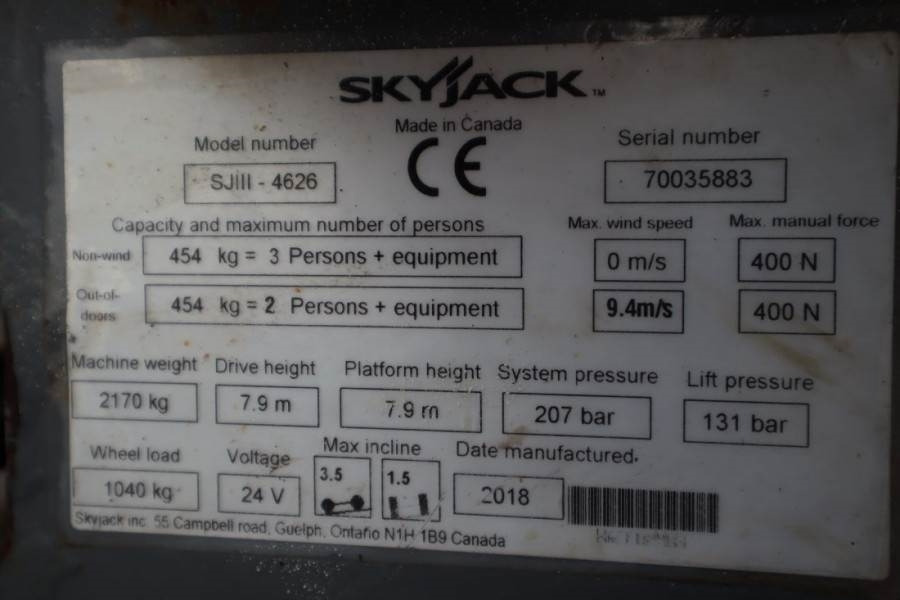 SKYJACK™
Made in Canada
Model number
SJIII - 4626
CE
Serial number
70035883
Capacity and maximum number of persons
Max. wind speed
Max. manual force
Non-wind
454 kg = 3 Persons + equipment
0 m/s
400 N
Out-of-doors
454 kg = 2 Persons + equipment
9.4m/s
400 N
Machine weight
Drive height
Platform height
System pressure
Lift pressure
2170 kg
7.9 m
7.9 m
207 bar
131 bar
Wheel load
Voltage
Max incline
Date manufactured.
1040 kg
24 V
3.5
1.5
2018
Skyjack inc. 55 Campbell road, Guelph, Ontario N1H 1B9 Canada